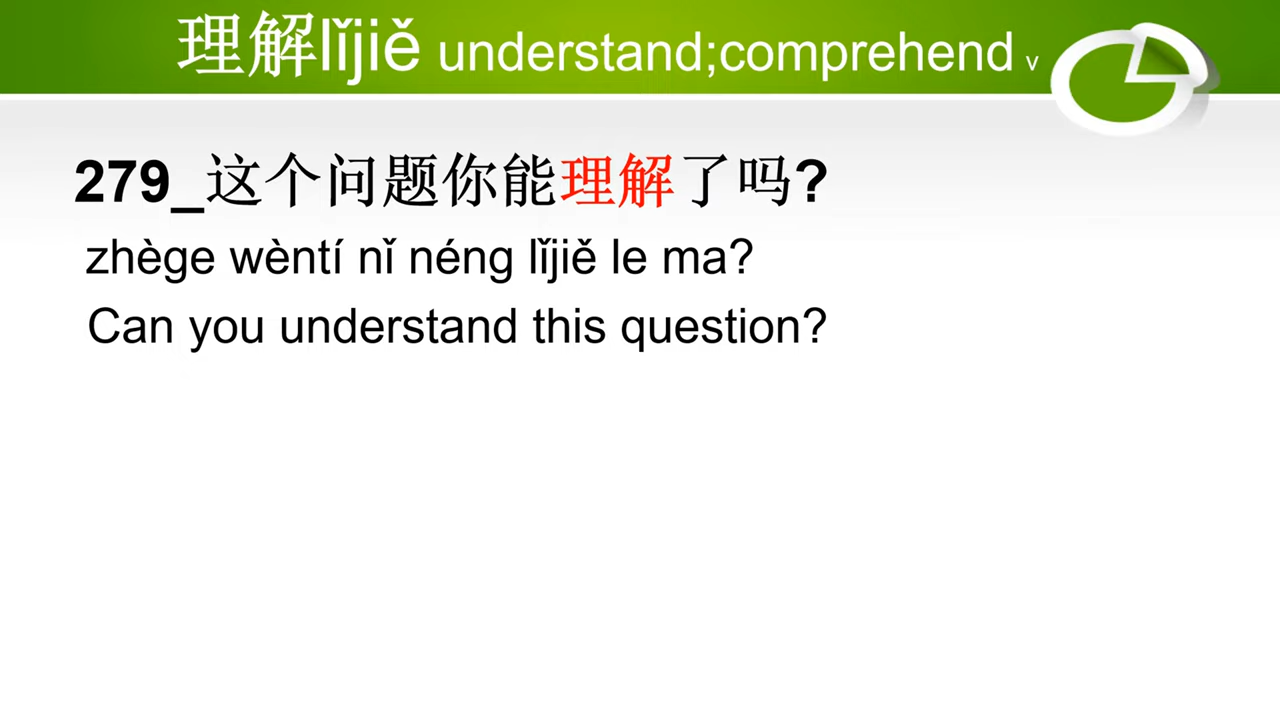 理解lǐjiě understand;comprehend v
279_这个问题你能理解了吗?
zhège wèntí nǐ néng lǐjiě le ma?
Can you understand this question?